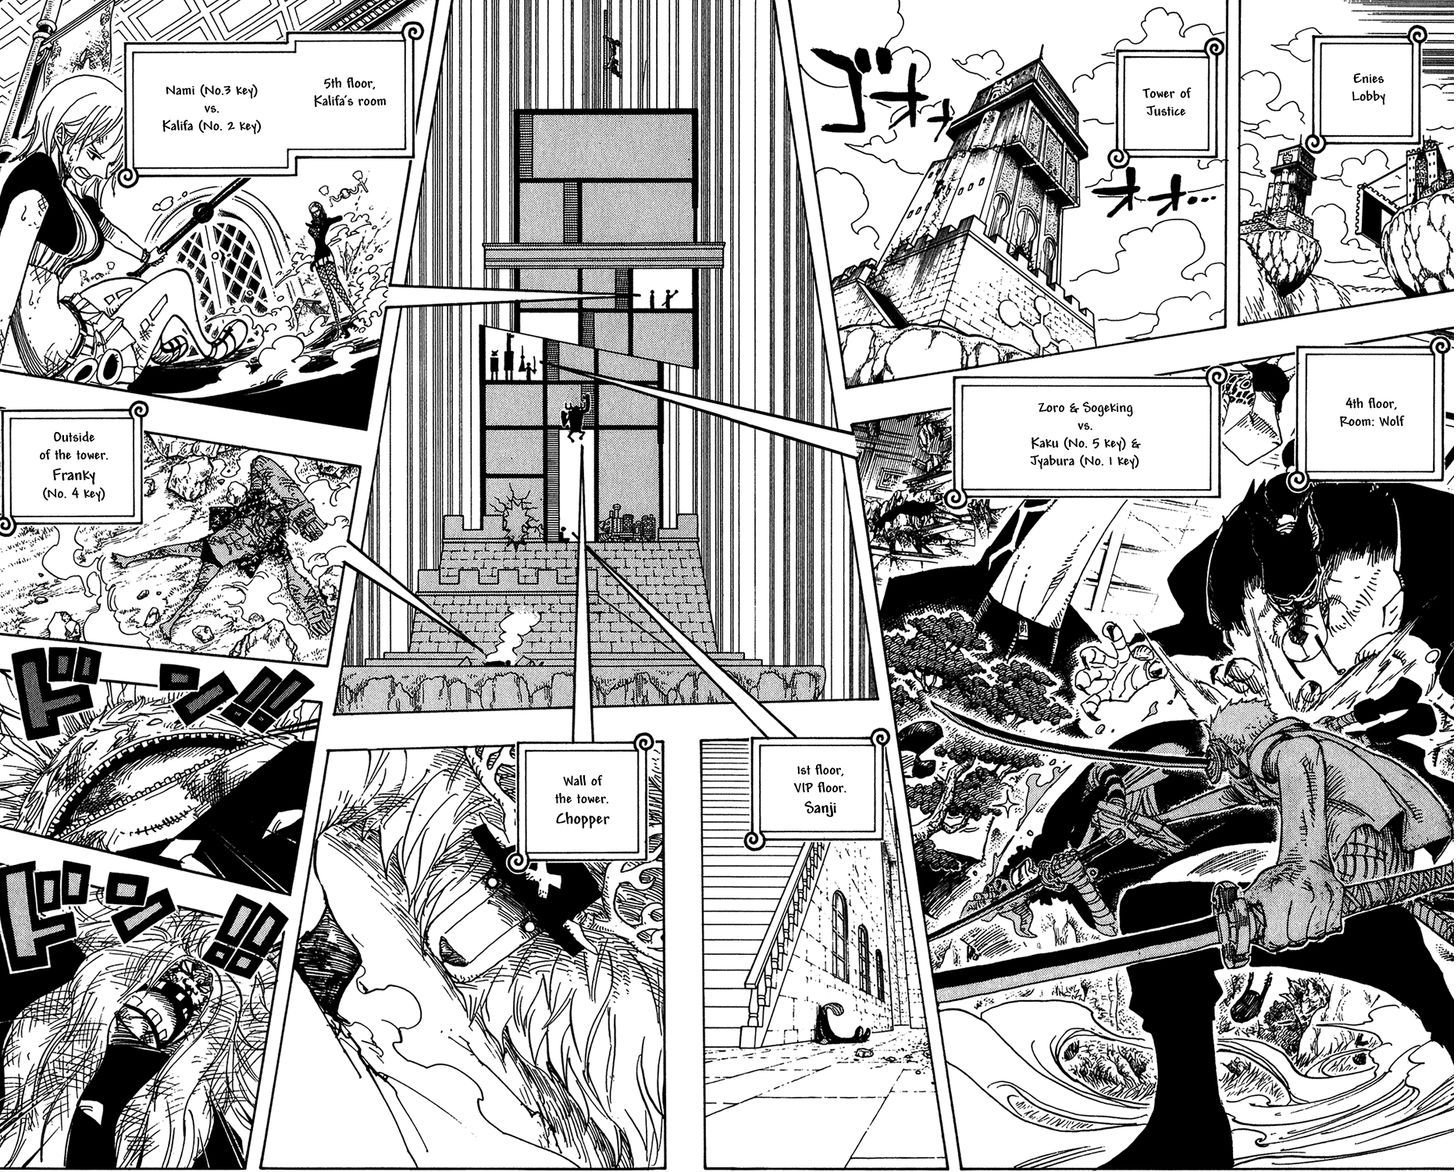 Enies
Lobby
Tower of
Justice
ゴオォ
オオ...
4th floor,
Room: Wolf
Zoro & Sogeking
vs.
Kaku (No. 5 key) &
Jyabura (No. 1 key)
5th floor,
Kalifa's room
Nami (No.3 key)
vs.
Kalifa (No. 2 key)
Outside
of the tower.
Franky
(No. 4 key)
ドドン!!
1st floor,
VIP floor.
Sanji
Wall of
the tower.
Chopper
ドドン!!